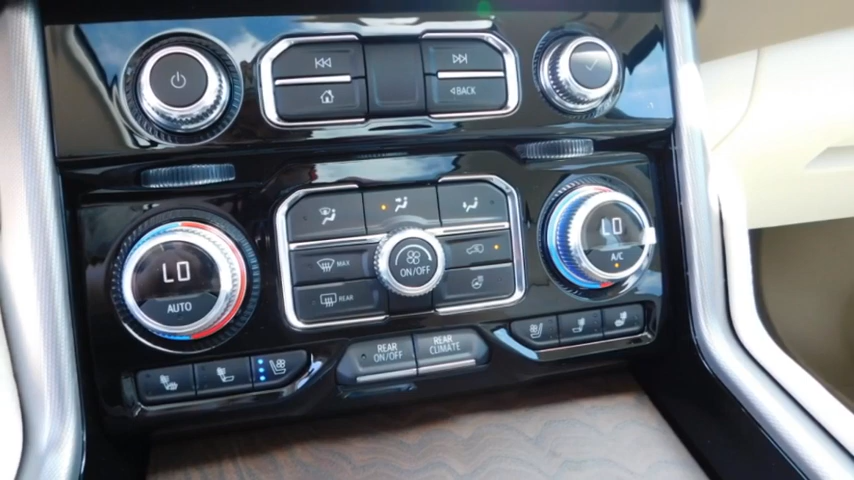 BACK
LO
AUTO
LO
A/C
ON/OFF
MAX
REAR
REAR
ON/OFF
REAR
CLIMATE